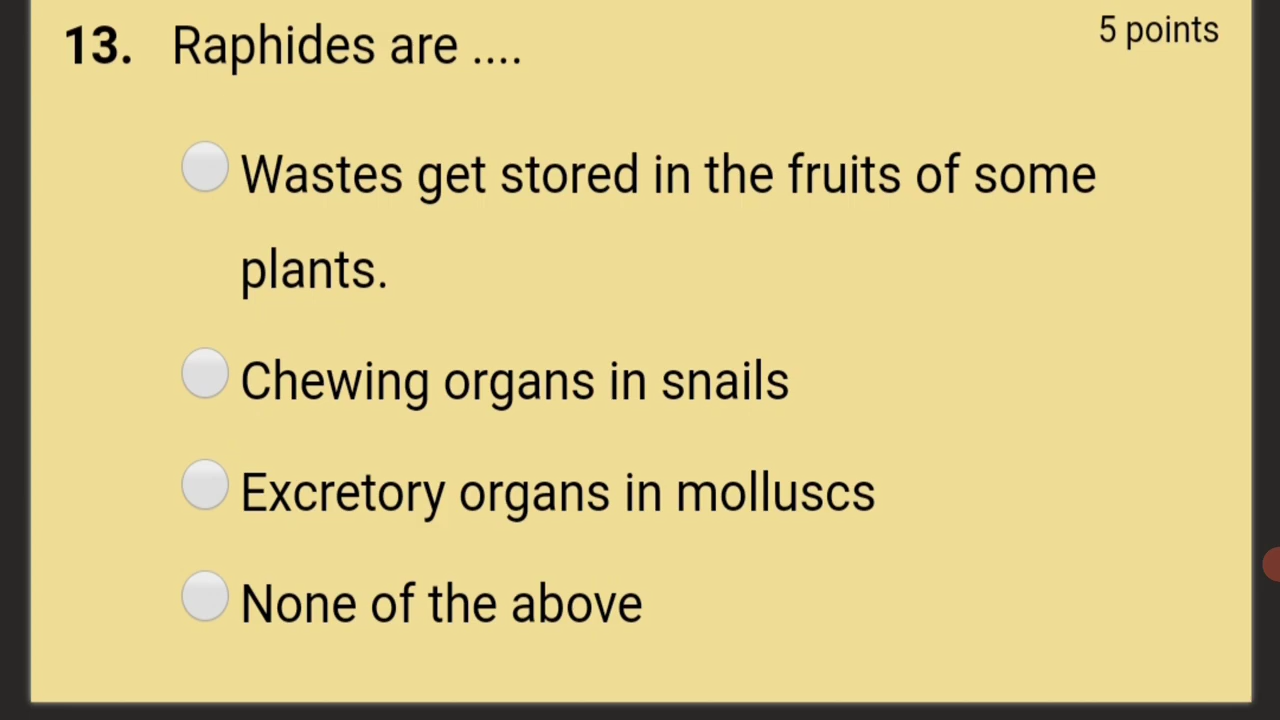 13. Raphides are .... 5 points
Wastes get stored in the fruits of some
plants.
Chewing organs in snails
Excretory organs in molluscs
None of the above